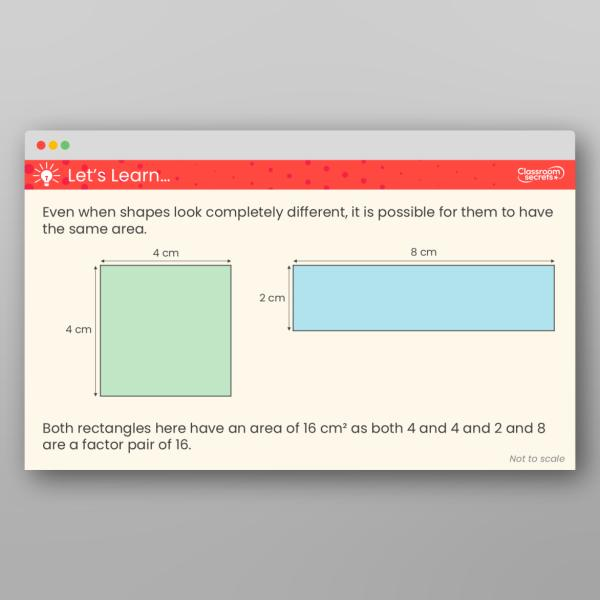 Let's Learn...
Classroom
secrets
Even when shapes look completely different, it is possible for them to have
the same area.
4 cm
8 cm
4 cm
2 cm
Both rectangles here have an area of 16 cm² as both 4 and 4 and 2 and 8
are a factor pair of 16.
Not to scale